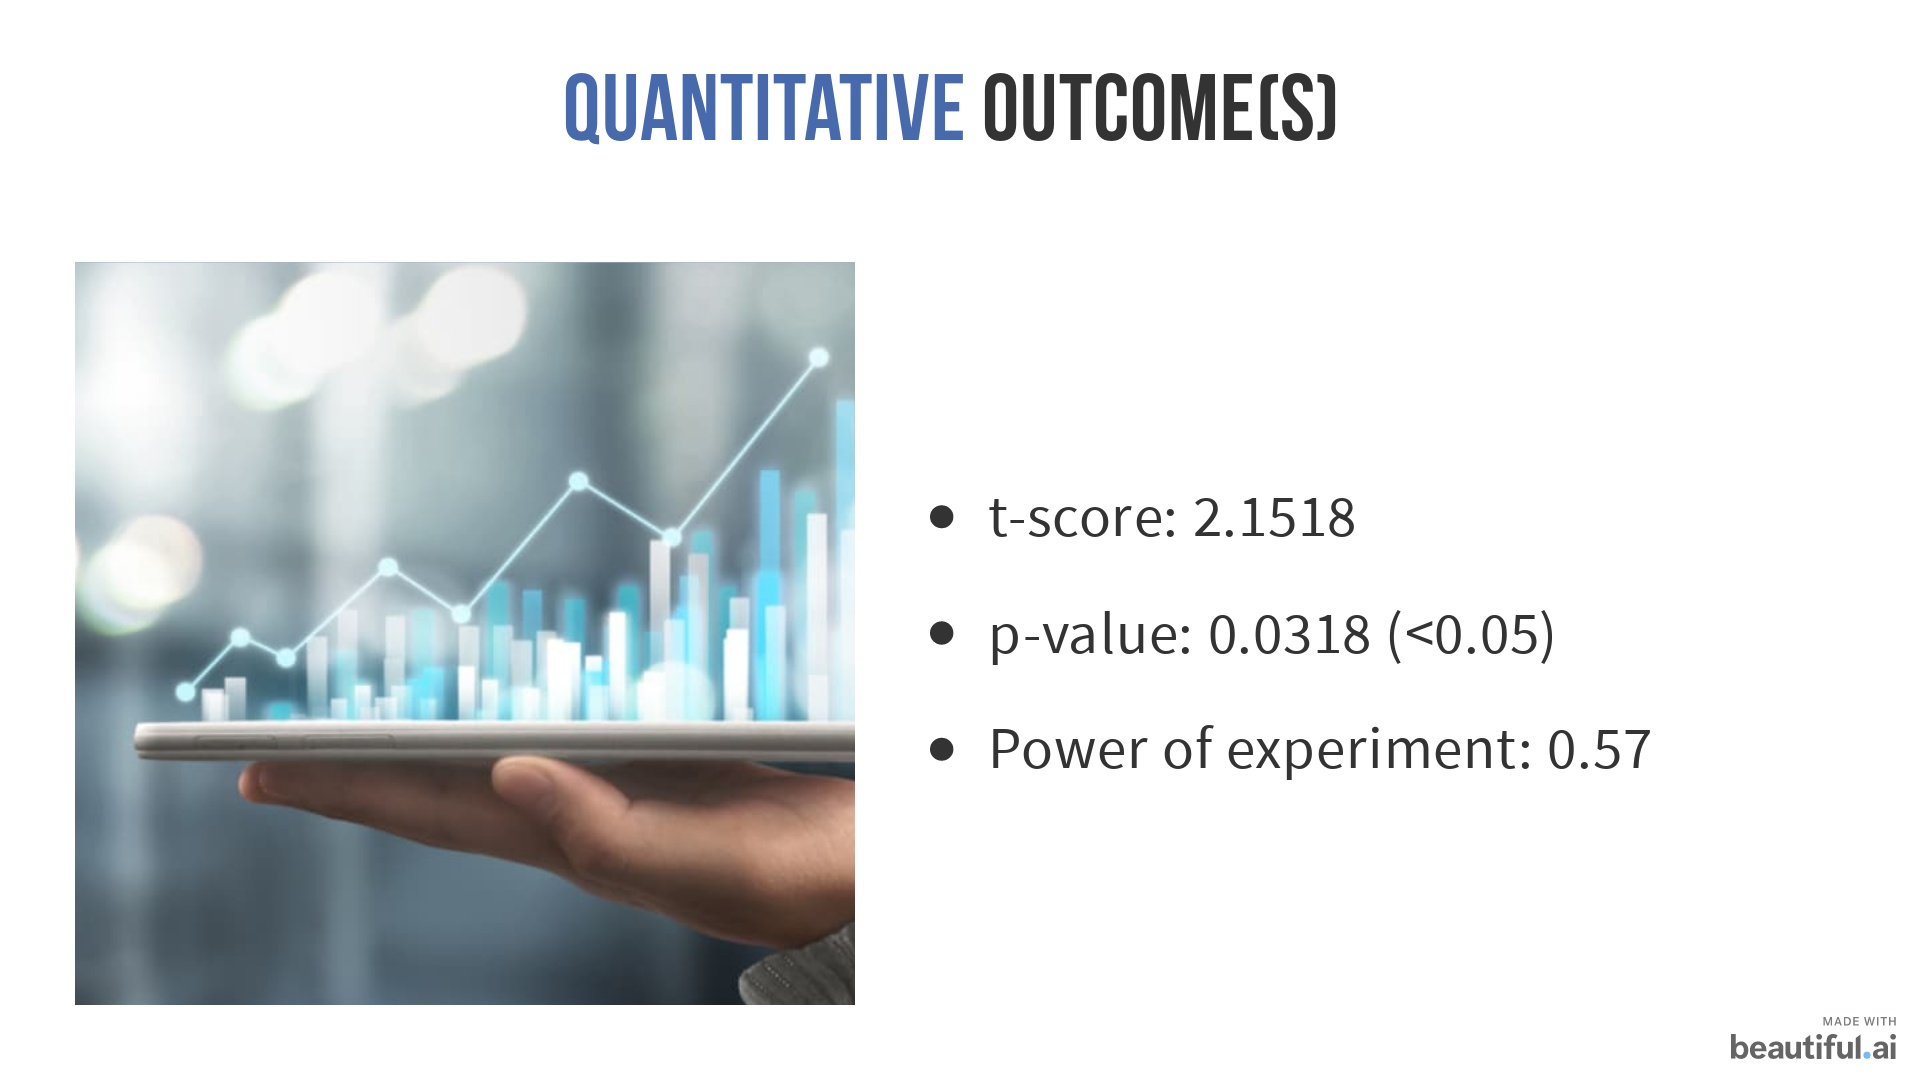 QUANTITATIVE OUTCOME(S)
• t-score: 2.1518
• p-value: 0.0318 (<0.05)
• Power of experiment: 0.57
MADE WITH
beautiful.ai